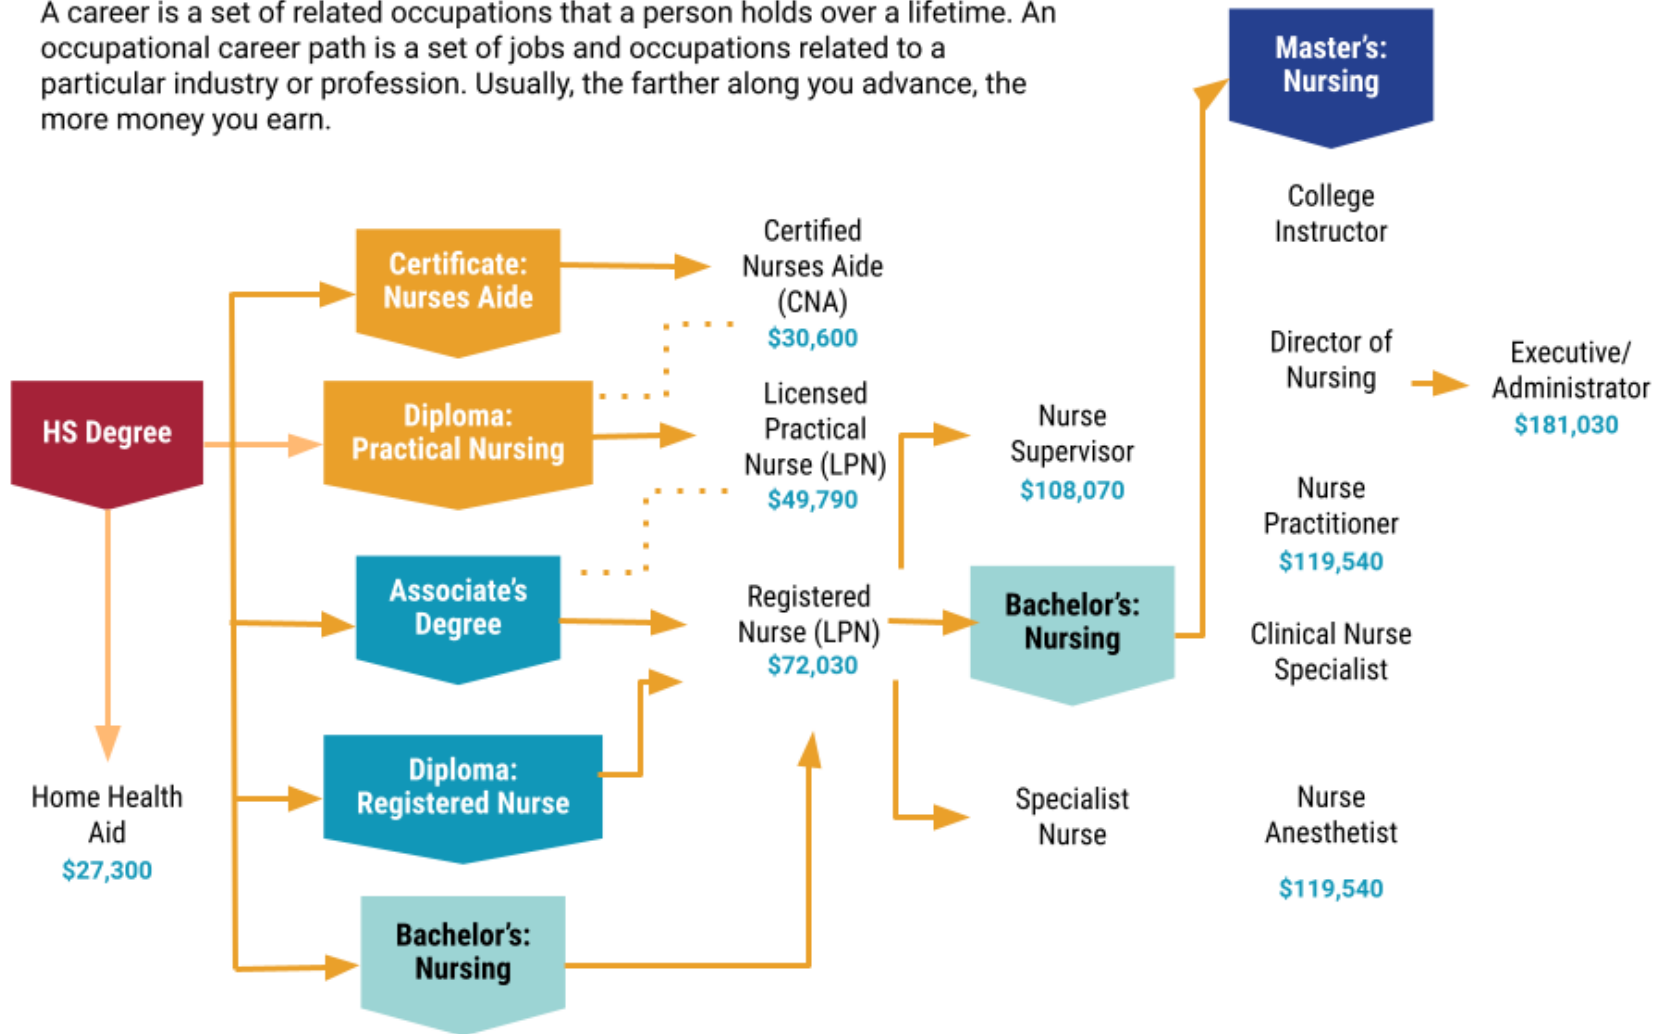 A career is a set of related occupations that a person holds over a lifetime. An
occupational career path is a set of jobs and occupations related to a
particular industry or profession. Usually, the farther along you advance, the
more money you earn.
HS Degree
Home Health
Aid
$27,300
Certificate:
Nurses Aide
Diploma:
Practical Nursing
Associate's
Degree
Diploma:
Registered Nurse
Bachelor's:
Nursing
Certified
Nurses Aide
(CNA)
$30,600
Licensed
Practical
Nurse (LPN)
$49,790
Registered
Nurse (LPN)
$72,030
Nurse
Supervisor
$108,070
Bachelor's:
Nursing
Specialist
Nurse
Master's:
Nursing
College
Instructor
Director of
Nursing
Nurse
Practitioner
$119,540
Clinical Nurse
Specialist
Nurse
Anesthetist
$119,540
Executive/
Administrator
$181,030